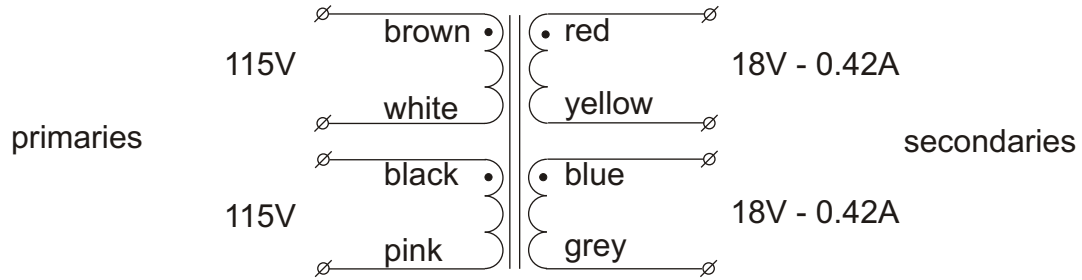 brown
red
115V
18V - 0.42A
white
yellow
primaries
secondaries
black
blue
115V
18V - 0.42A
pink
grey